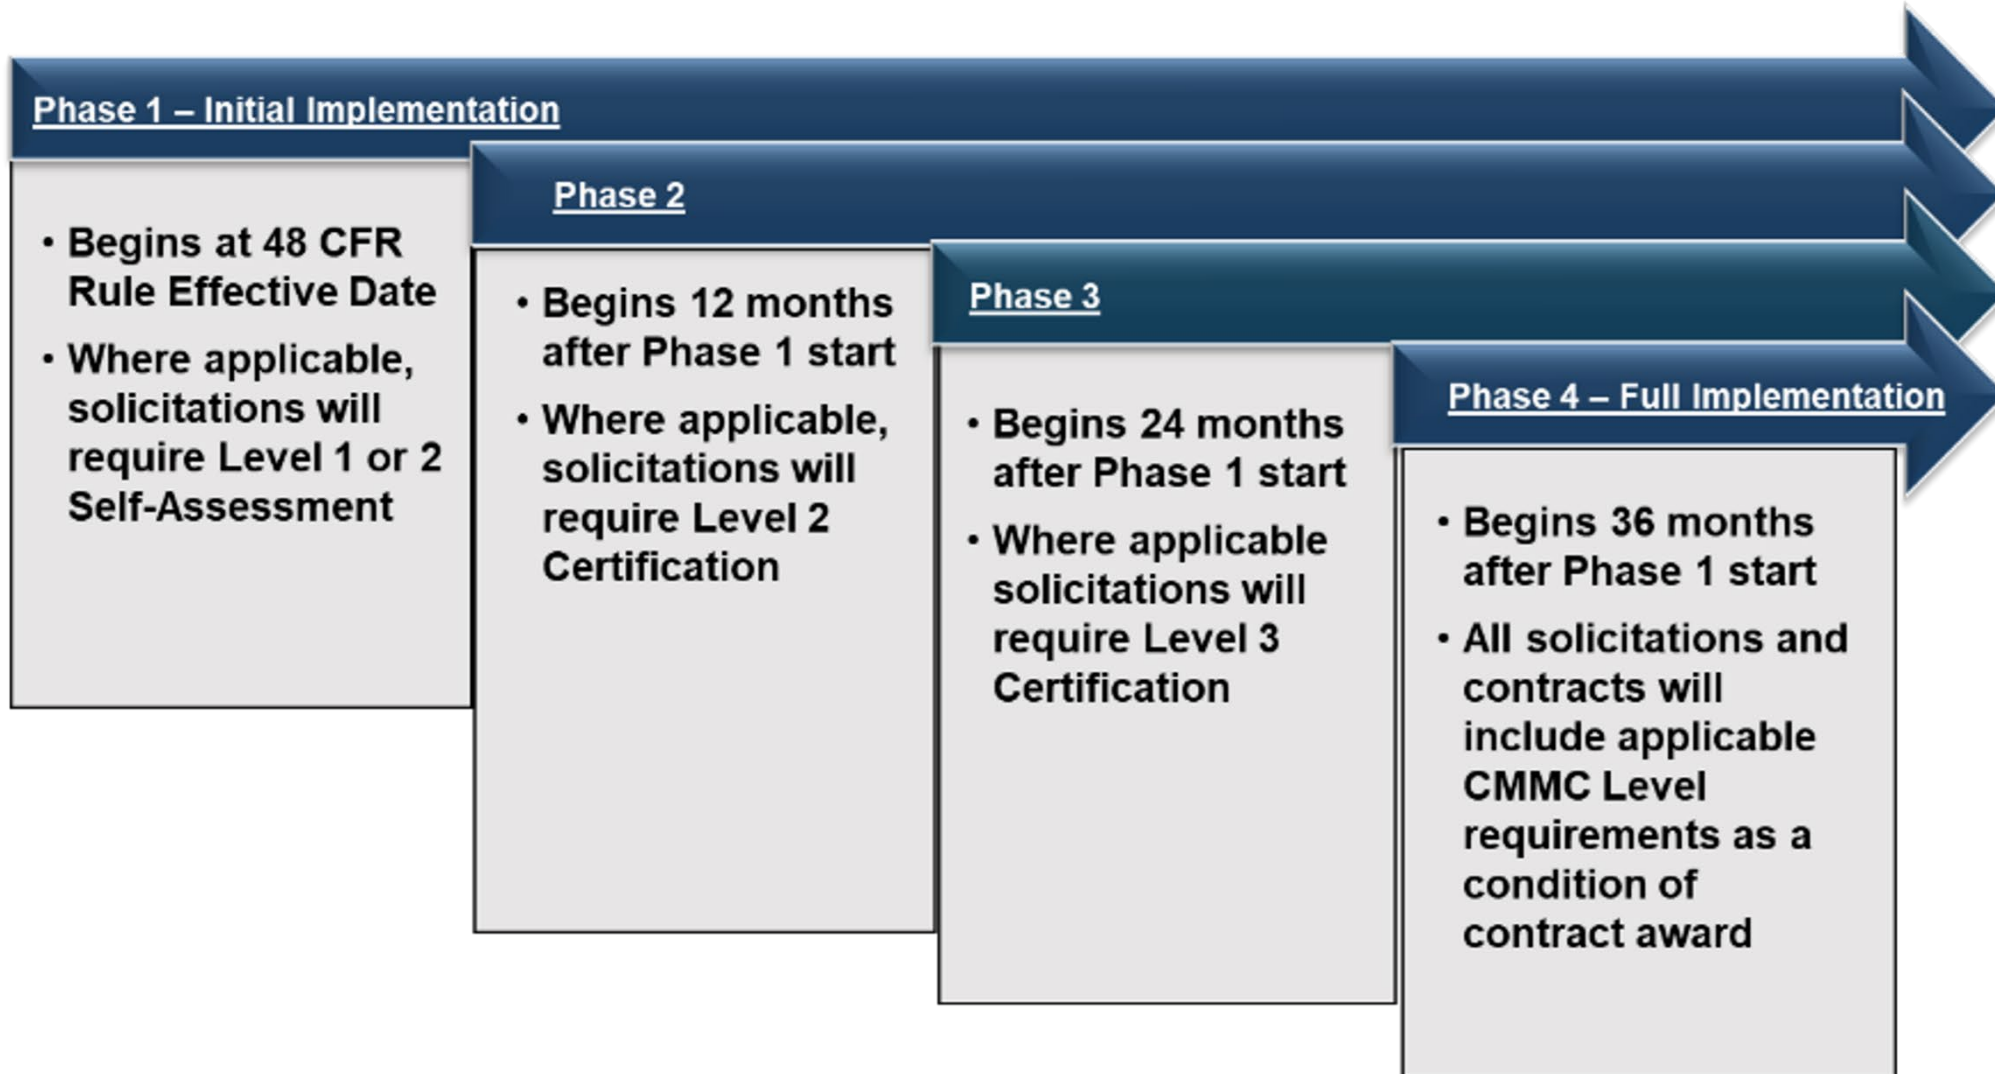 Phase 1 – Initial Implementation
• Begins at 48 CFR
Rule Effective Date
• Where applicable,
solicitations will
require Level 1 or 2
Self-Assessment
Phase 2
• Begins 12 months
after Phase 1 start
• Where applicable,
solicitations will
require Level 2
Certification
Phase 3
• Begins 24 months
after Phase 1 start
• Where applicable
solicitations will
require Level 3
Certification
Phase 4 – Full Implementation
• Begins 36 months
after Phase 1 start
• All solicitations and
contracts will
include applicable
CMMC Level
requirements as a
condition of
contract award